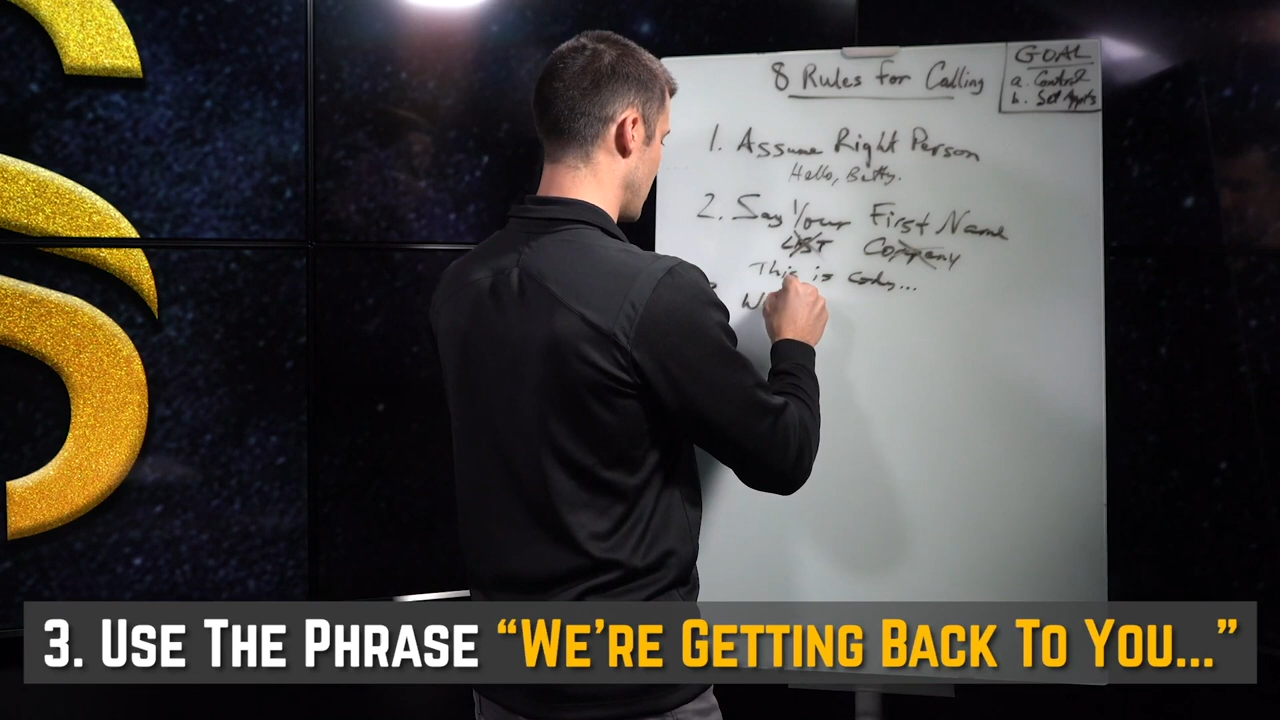 8 Rules for Calling
GOAL
a. Control
b. Set Appts
1. Assume Right Person
Hello, Betty.
2. Say Your First Name
LAST Company
This is Cody...
3. W
3. Use The Phrase “We’re Getting Back To You...”
S